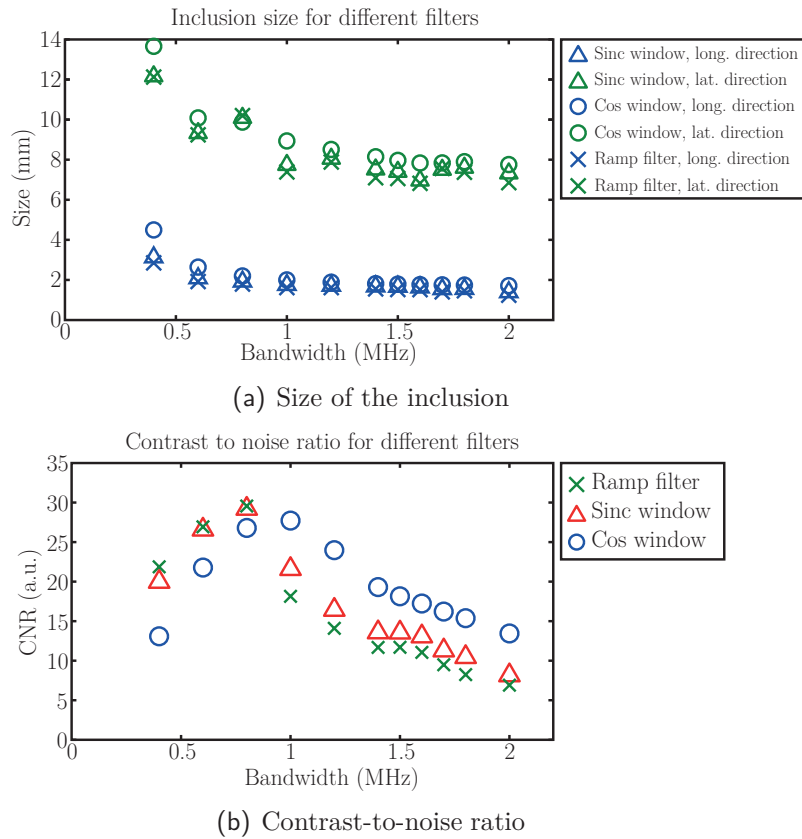 Inclusion size for different filters
14
12
10
8
6
4
2
0
Size (mm)
0
0.5
1
1.5
2
Bandwidth (MHz)
Sinc window, long. direction
Sinc window, lat. direction
Cos window, long. direction
Cos window, lat. direction
Ramp filter, long. direction
Ramp filter, lat. direction
(a) Size of the inclusion
Contrast to noise ratio for different filters
35
30
25
20
15
10
5
0
CNR (a.u.)
0
0.5
1
1.5
2
Bandwidth (MHz)
Ramp filter
Sinc window
Cos window
(b) Contrast-to-noise ratio